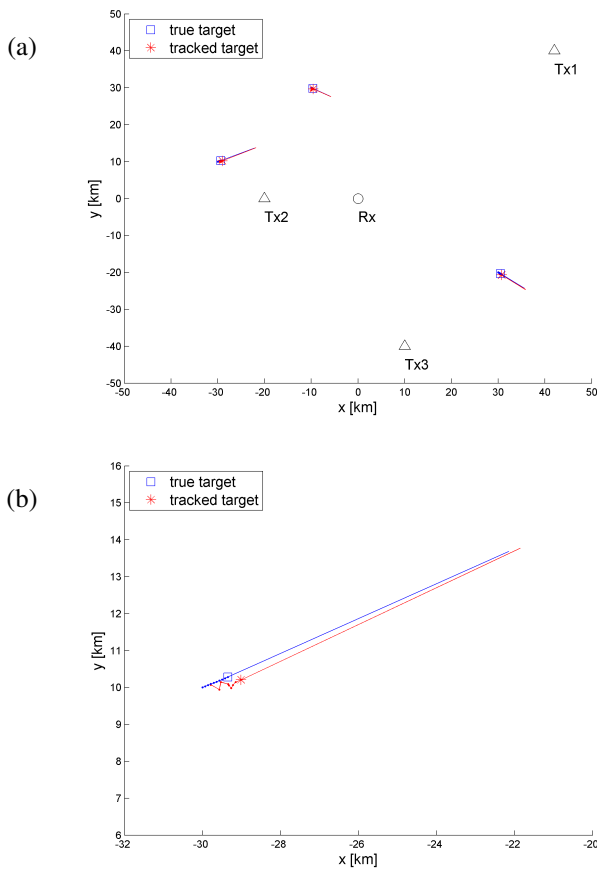 (a)
true target
tracked target
50
40
30
20
10
0
-10
-20
-30
-40
-50
y [km]
Tx1
Tx2
Rx
Tx3
-50 -40 -30 -20 -10 0 10 20 30 40 50
x [km]
(b)
true target
tracked target
16
15
14
13
12
11
10
9
8
7
6
y [km]
-32 -30 -28 -26 -24 -22 -20
x [km]